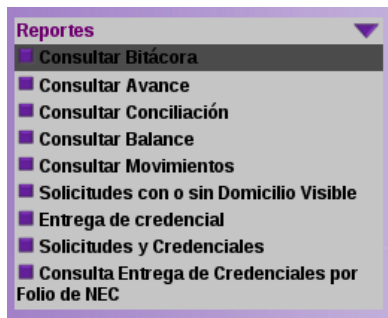 Reportes
Consultar Bitácora
Consultar Avance
Consultar Conciliación
Consultar Balance
Consultar Movimientos
Solicitudes con o sin Domicilio Visible
Entrega de credencial
Solicitudes y Credenciales
Consulta Entrega de Credenciales por
Folio de NEC